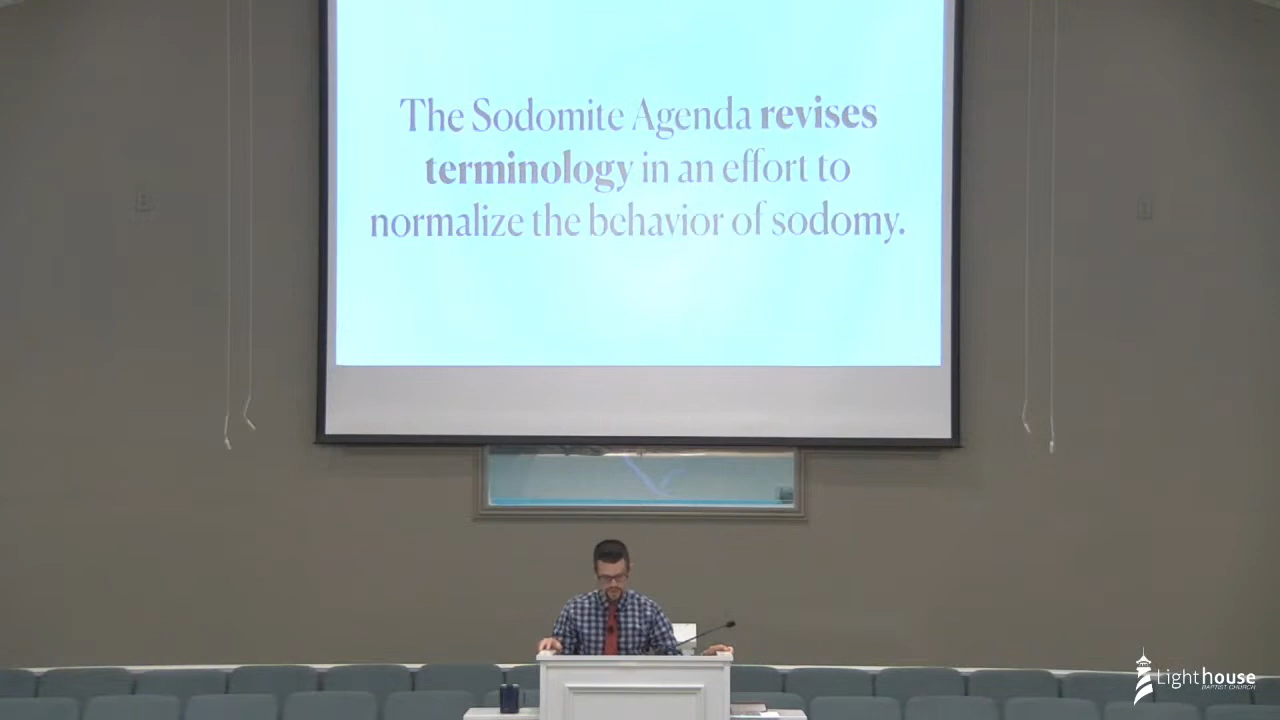 The Sodomite Agenda revises
terminology in an effort to
normalize the behavior of sodomy.
Lighthouse
BAPTIST CHURCH